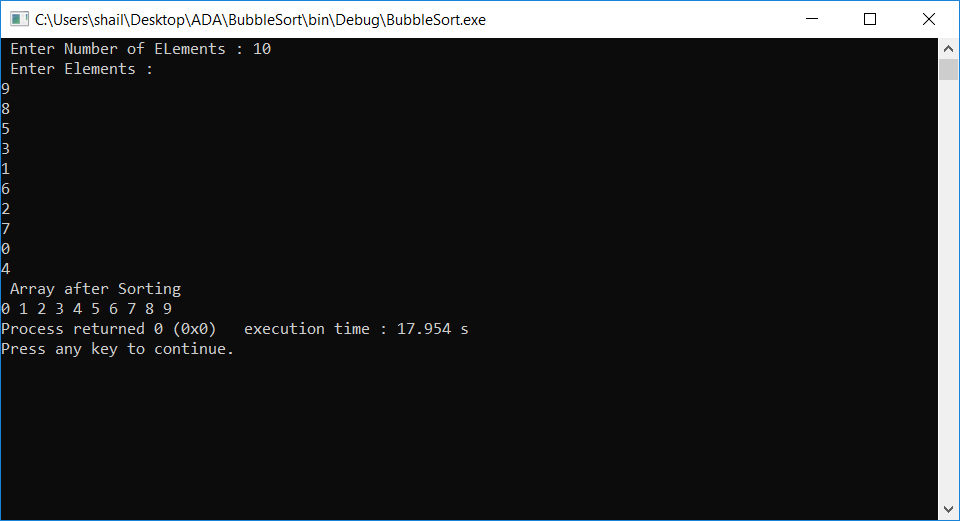 C:\Users\shail\Desktop\ADA\BubbleSort\bin\Debug\BubbleSort.exe
Enter Number of ELements : 10
Enter Elements :
9
8
5
3
1
6
2
7
0
4
Array after Sorting
0 1 2 3 4 5 6 7 8 9
Process returned 0 (0x0)   execution time : 17.954 s
Press any key to continue.